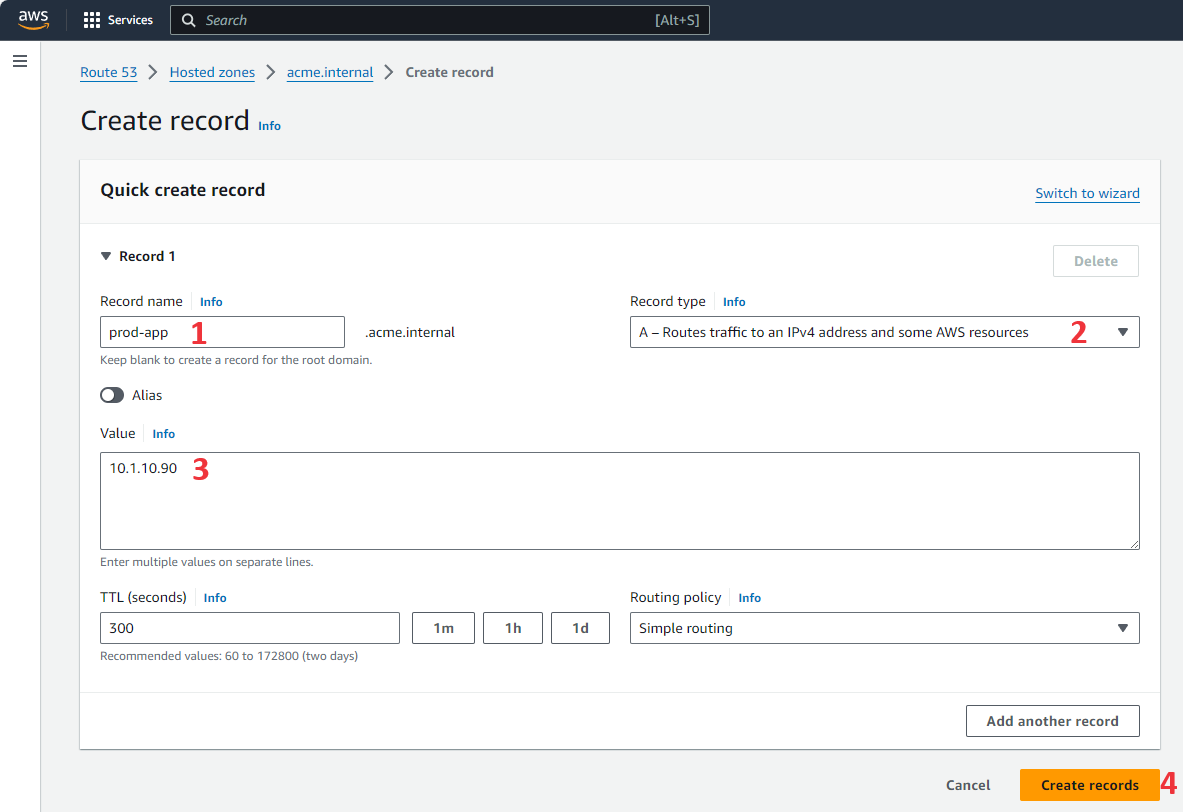 aws Services Search [Alt+S]
Route 53 Hosted zones acme.internal Create record
Create record Info
Quick create record
Switch to wizard
Record 1
Delete
Record name Info
prod-app 1 .acme.internal
Keep blank to create a record for the root domain.
Record type Info
A – Routes traffic to an IPv4 address and some AWS resources 2
Alias
Value Info
10.1.10.90 3
Enter multiple values on separate lines.
TTL (seconds) Info
300 1m 1h 1d
Recommended values: 60 to 172800 (two days)
Routing policy Info
Simple routing
Add another record
Cancel Create records 4